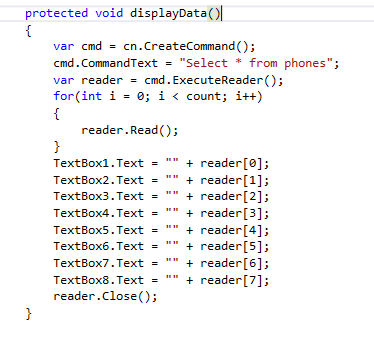 protected void displayData()
{
var cmd = cn.CreateCommand();
cmd.CommandText = "Select * from phones";
var reader = cmd.ExecuteReader();
for(int i = 0; i < count; i++)
{
reader.Read();
}
TextBox1.Text = "" + reader[0];
TextBox2.Text = "" + reader[1];
TextBox3.Text = "" + reader[2];
TextBox4.Text = "" + reader[3];
TextBox5.Text = "" + reader[4];
TextBox6.Text = "" + reader[5];
TextBox7.Text = "" + reader[6];
TextBox8.Text = "" + reader[7];
reader.Close();
}